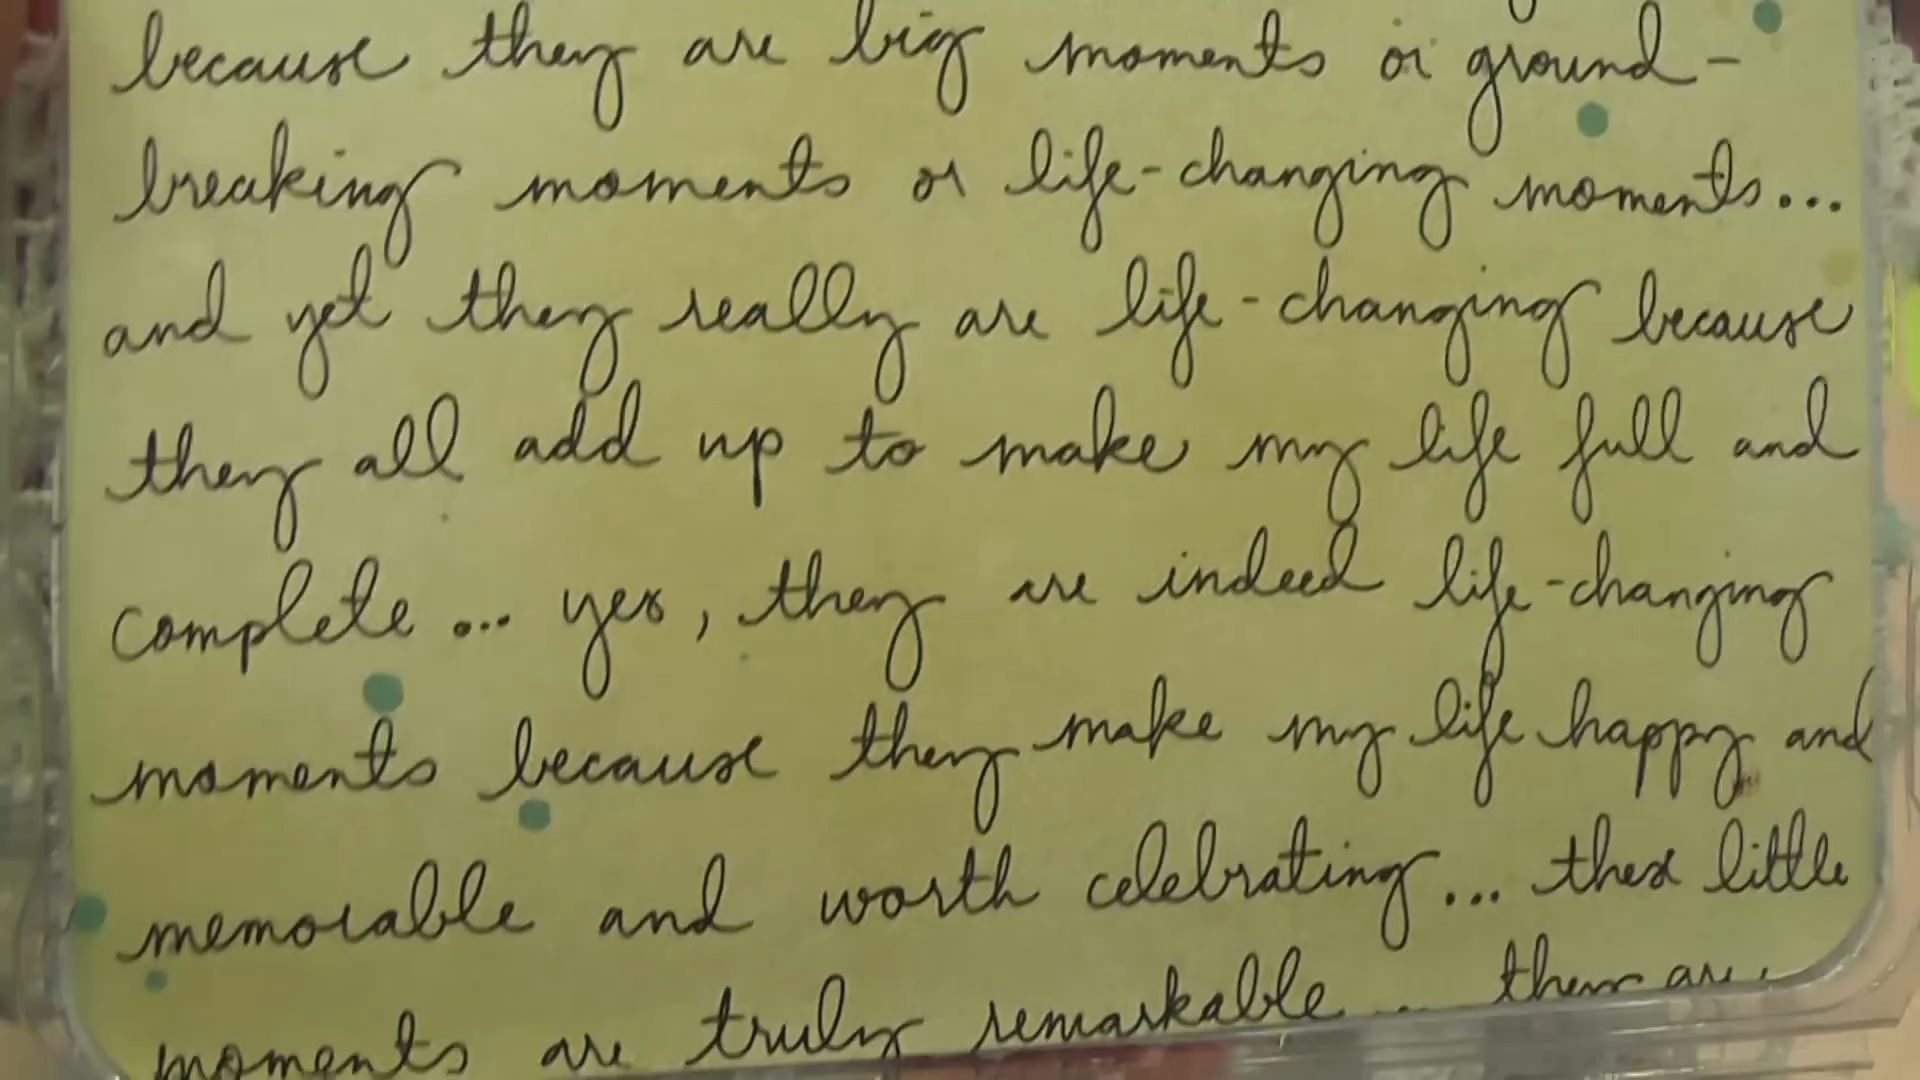 because they are big moments or ground-
breaking moments or life-changing moments...
and yet they really are life-changing because
they all add up to make my life full and
complete... yes, they are indeed life-changing
moments because they make my life happy and
memorable and worth celebrating... these little
moments are truly remarkable... they are